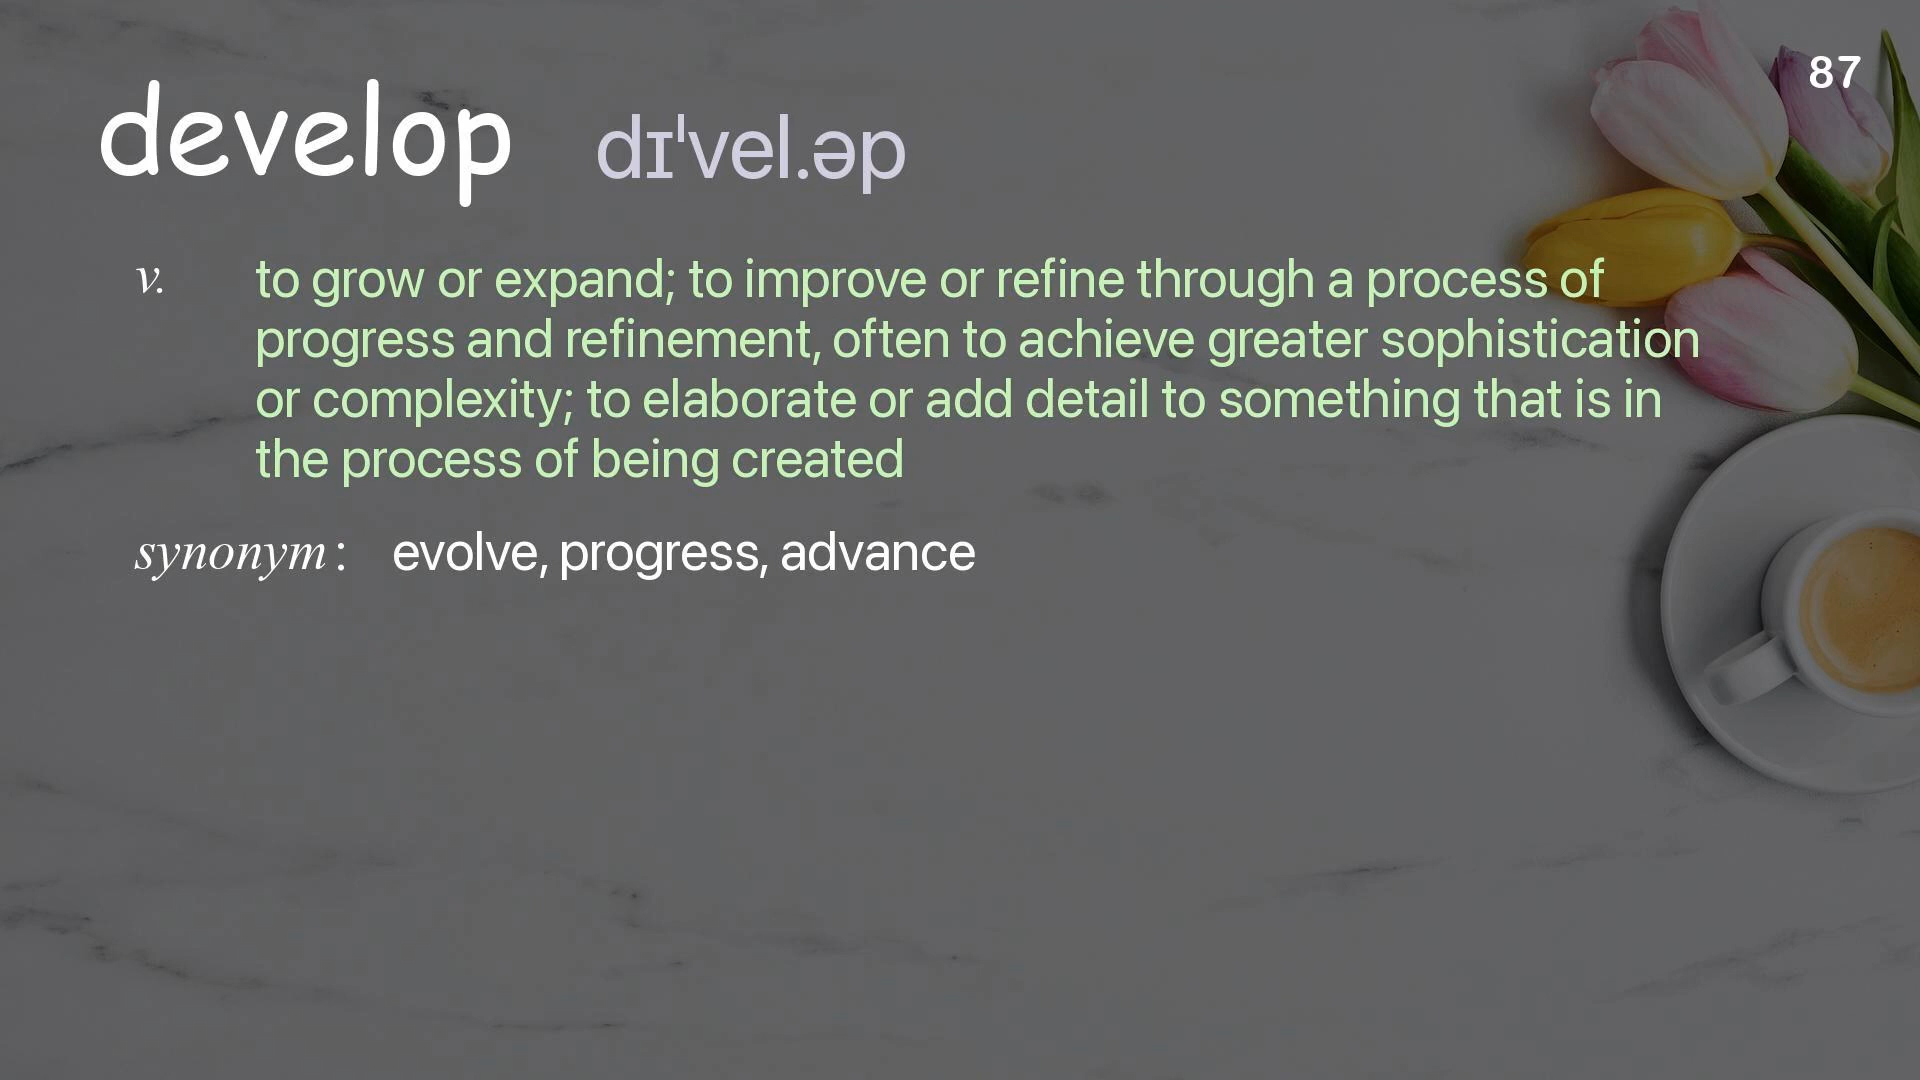 87
develop dɪˈvel.əp
v. to grow or expand; to improve or refine through a process of
progress and refinement, often to achieve greater sophistication
or complexity; to elaborate or add detail to something that is in
the process of being created
synonym : evolve, progress, advance